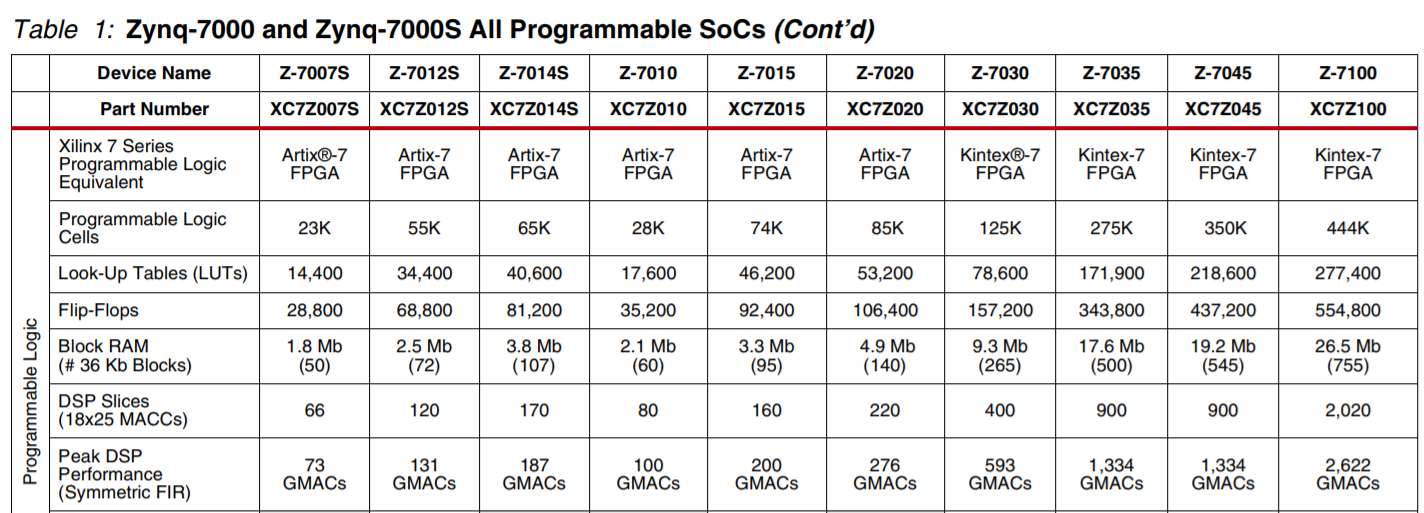 Table 1: Zynq-7000 and Zynq-7000S All Programmable SoCs (Cont'd)
Device Name Z-7007S Z-7012S Z-7014S Z-7010 Z-7015 Z-7020 Z-7030 Z-7035 Z-7045 Z-7100
Part Number XC7Z007S XC7Z012S XC7Z014S XC7Z010 XC7Z015 XC7Z020 XC7Z030 XC7Z035 XC7Z045 XC7Z100
Programmable Logic
Xilinx 7 Series
Programmable Logic
Equivalent
Artix®-7 Artix-7 Artix-7 Artix-7 Artix-7 Artix-7 Kintex®-7 Kintex-7 Kintex-7 Kintex-7
FPGA FPGA FPGA FPGA FPGA FPGA FPGA FPGA FPGA FPGA
Programmable Logic
Cells
23K 55K 65K 28K 74K 85K 125K 275K 350K 444K
Look-Up Tables (LUTs) 14,400 34,400 40,600 17,600 46,200 53,200 78,600 171,900 218,600 277,400
Flip-Flops 28,800 68,800 81,200 35,200 92,400 106,400 157,200 343,800 437,200 554,800
Block RAM 1.8 Mb 2.5 Mb 3.8 Mb 2.1 Mb 3.3 Mb 4.9 Mb 9.3 Mb 17.6 Mb 19.2 Mb 26.5 Mb
(# 36 Kb Blocks) (50) (72) (107) (60) (95) (140) (265) (500) (545) (755)
DSP Slices
(18x25 MACCs)
66 120 170 80 160 220 400 900 900 2,020
Peak DSP
Performance
(Symmetric FIR)
73 131 187 100 200 276 593 1,334 1,334 2,622
GMACs GMACs GMACs GMACs GMACs GMACs GMACs GMACs GMACs GMACs